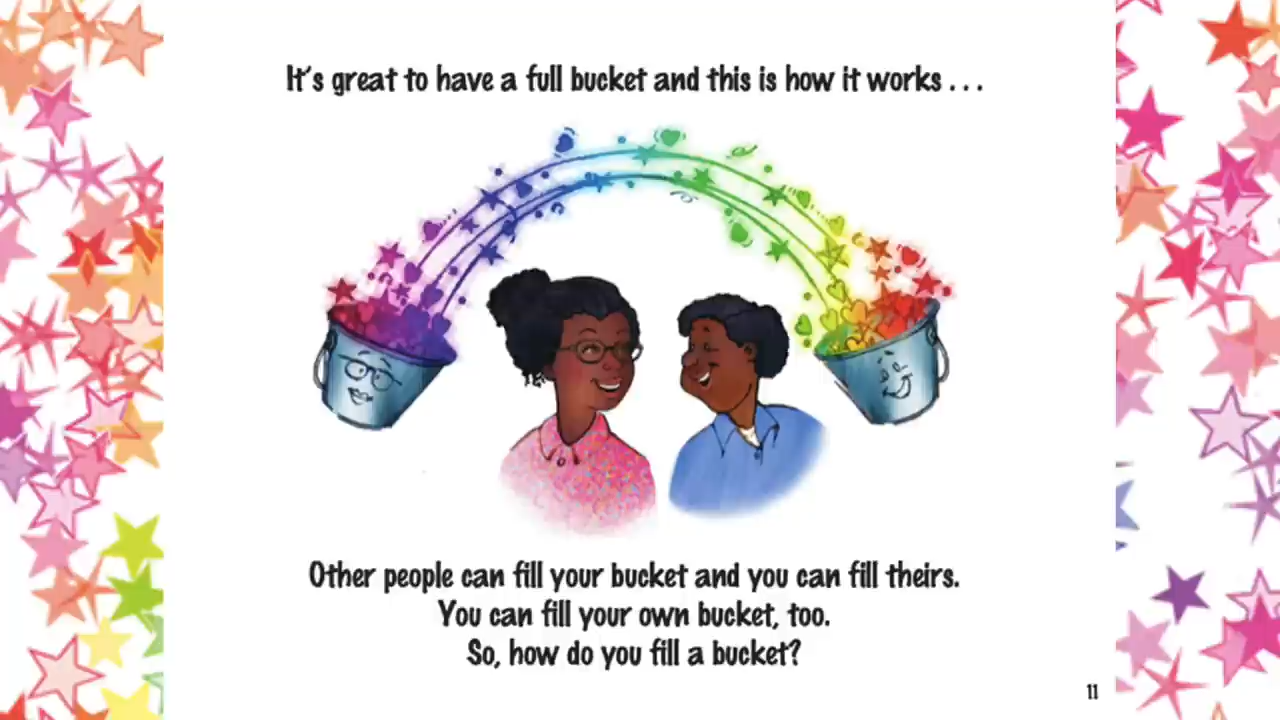 It's great to have a full bucket and this is how it works . . .
Other people can fill your bucket and you can fill theirs.
You can fill your own bucket, too.
So, how do you fill a bucket?
11